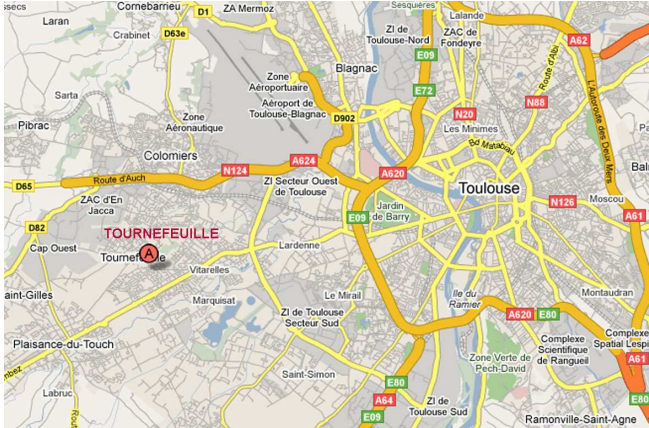 Cornebarrieu
D1
ZA Mermoz
Sesquières
Laran
Crabinet
D63e
ZI de
Toulouse-Nord
Lalande
ZAC de
Fondeyre
A62
Blagnac
E09
Route d'Albi
Zone
Aéroportuaire
E72
Sarta
Aéroport de
Toulouse-Blagnac
N88
L'Autoroute des Deux Mers
Zone
Aéronautique
D902
N20
Pibrac
Les Minimes
Colomiers
Bd Matabiau
A624
N124
A620
D65
Route d'Auch
ZI Secteur Ouest
de Toulouse
Toulouse
ZAC d'En
Jacca
Jardin
de Barry
N126
Moscou
E09
A61
D82
TOURNEFEUILLE
Cap Ouest
A
Lardenne
Vitarelles
Montaudran
Le Mirail
Ile du
Ramier
Marquisat
ZI de Toulouse
Secteur Sud
A620
E80
Plaisance-du-Touch
Complexe
Scientifique
de Rangueil
Complexe
Zone Verte de
Pech-David
A61
Saint-Simon
Labruc
E80
A64
E09
ZI de
Toulouse Sud
E80
Ramonville-Saint-Agne